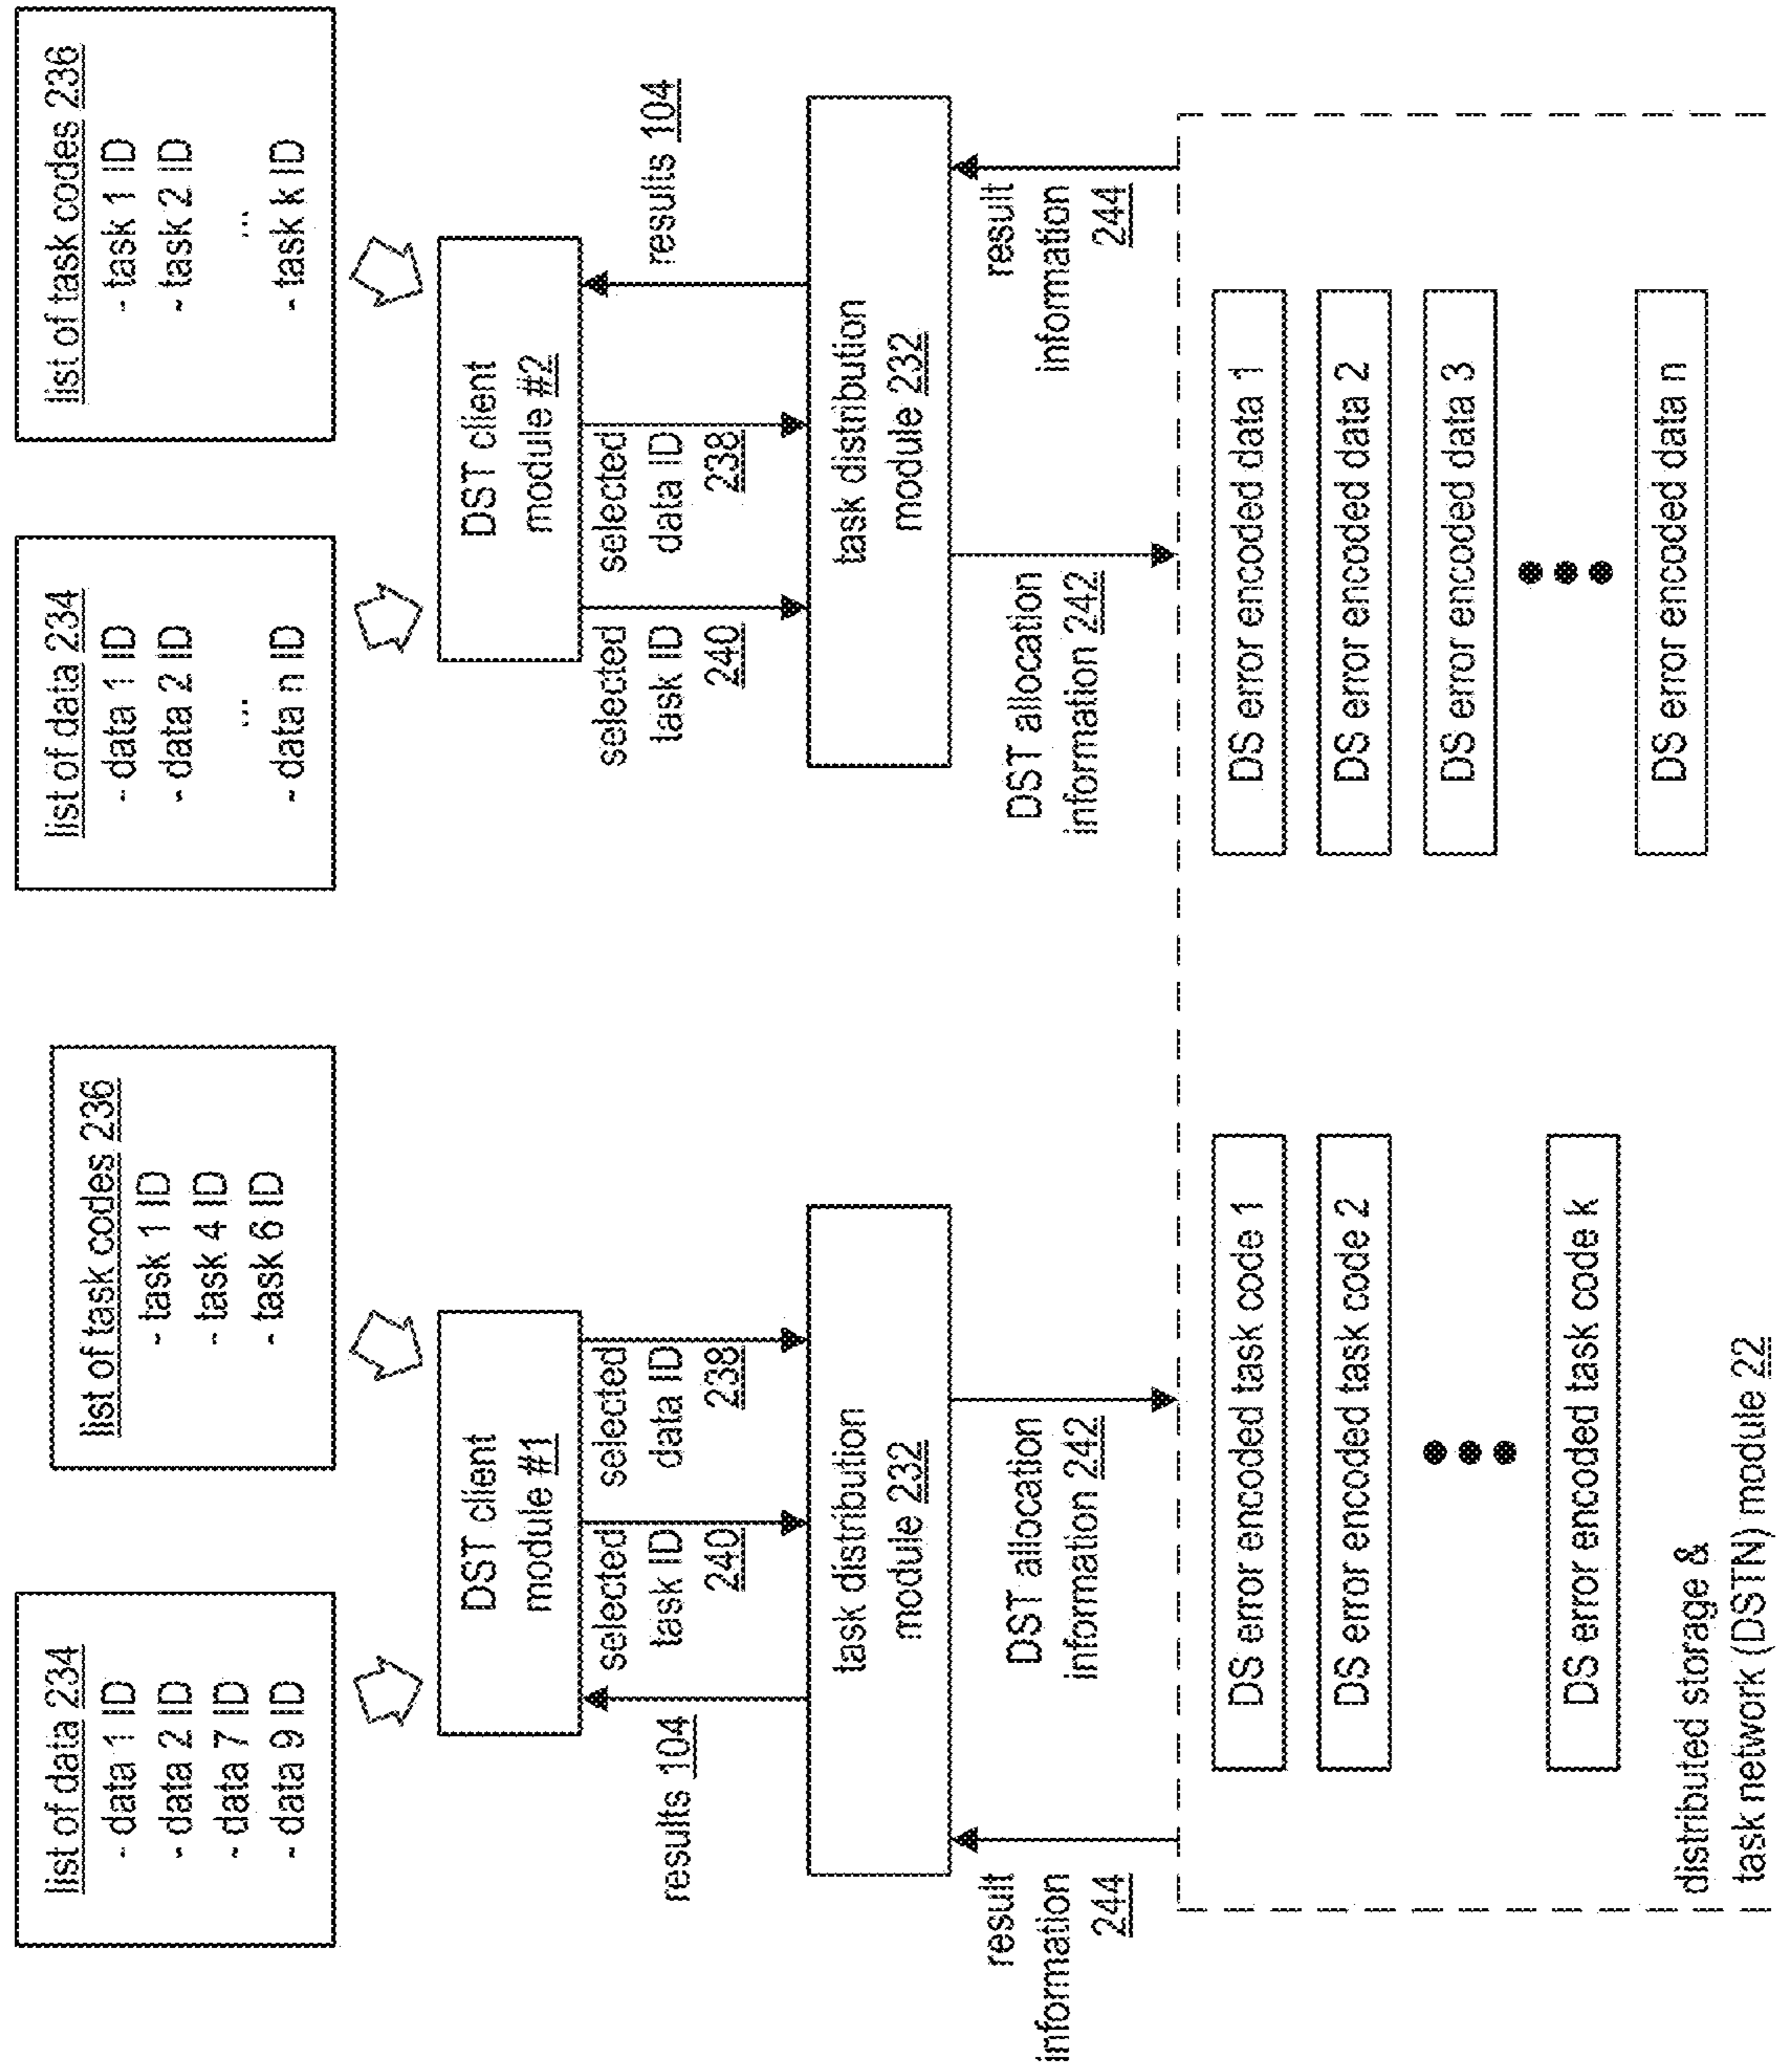 list of data 234
- data 1 ID
- data 2 ID
- data 7 ID
- data 9 ID
list of task codes 236
- task 1 ID
- task 4 ID
- task 6 ID
DST client
module #1
results 104
selected
task ID
240
selected
data ID
238
task distribution
module 232
result
information
244
DST allocation
information 242
list of data 234
- data 1 ID
- data 2 ID
...
- data n ID
list of task codes 236
- task 1 ID
- task 2 ID
...
- task k ID
DST client
module #2
selected
task ID
240
selected
data ID
238
results 104
task distribution
module 232
DST allocation
information 242
result
information
244
DS error encoded task code 1
DS error encoded task code 2
DS error encoded task code k
DS error encoded data 1
DS error encoded data 2
DS error encoded data 3
DS error encoded data n
distributed storage &
task network (DSTN) module 22